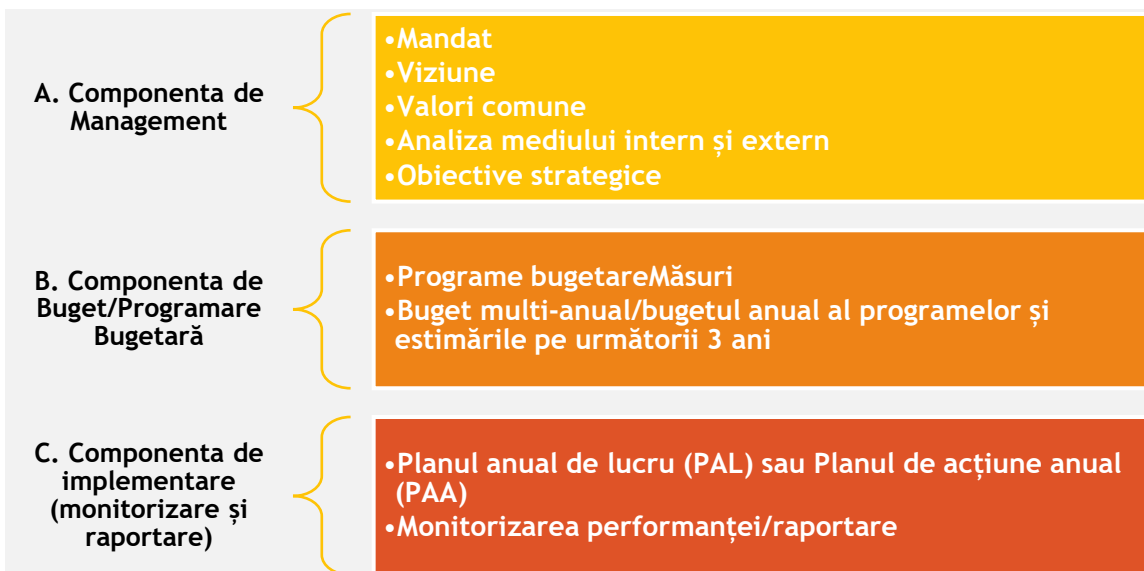 A. Componenta de
Management
•Mandat
•Viziune
•Valori comune
•Analiza mediului intern și extern
•Obiective strategice
B. Componenta de
Buget/Programare
Bugetară
•Programe bugetareMăsuri
•Buget multi-anual/bugetul anual al programelor și
estimările pe următorii 3 ani
C. Componenta de
implementare
(monitorizare și
raportare)
•Planul anual de lucru (PAL) sau Planul de acțiune anual
(PAA)
•Monitorizarea performanței/raportare